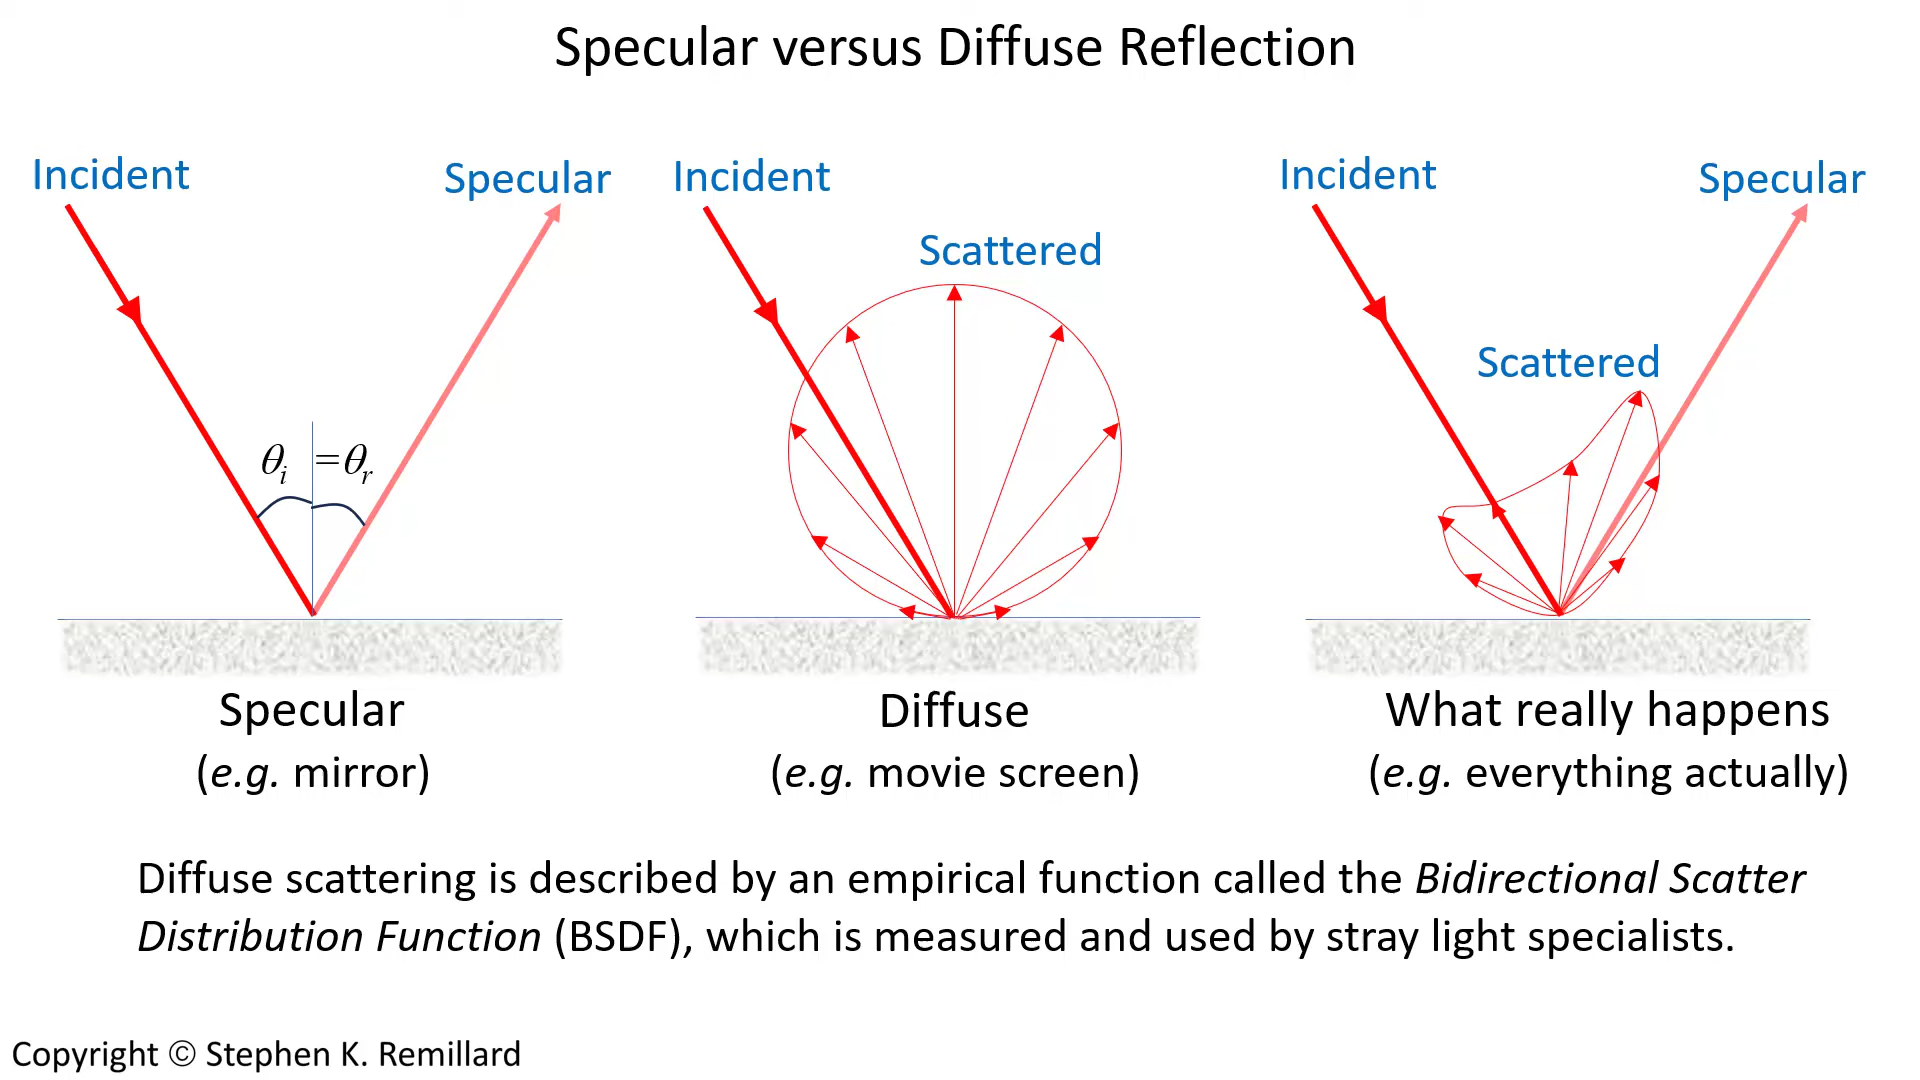 Specular versus Diffuse Reflection
Incident
Specular
θi =θr
Specular
(e.g. mirror)
Incident
Scattered
Diffuse
(e.g. movie screen)
Incident
Specular
Scattered
What really happens
(e.g. everything actually)
Diffuse scattering is described by an empirical function called the Bidirectional Scatter
Distribution Function (BSDF), which is measured and used by stray light specialists.
Copyright © Stephen K. Remillard